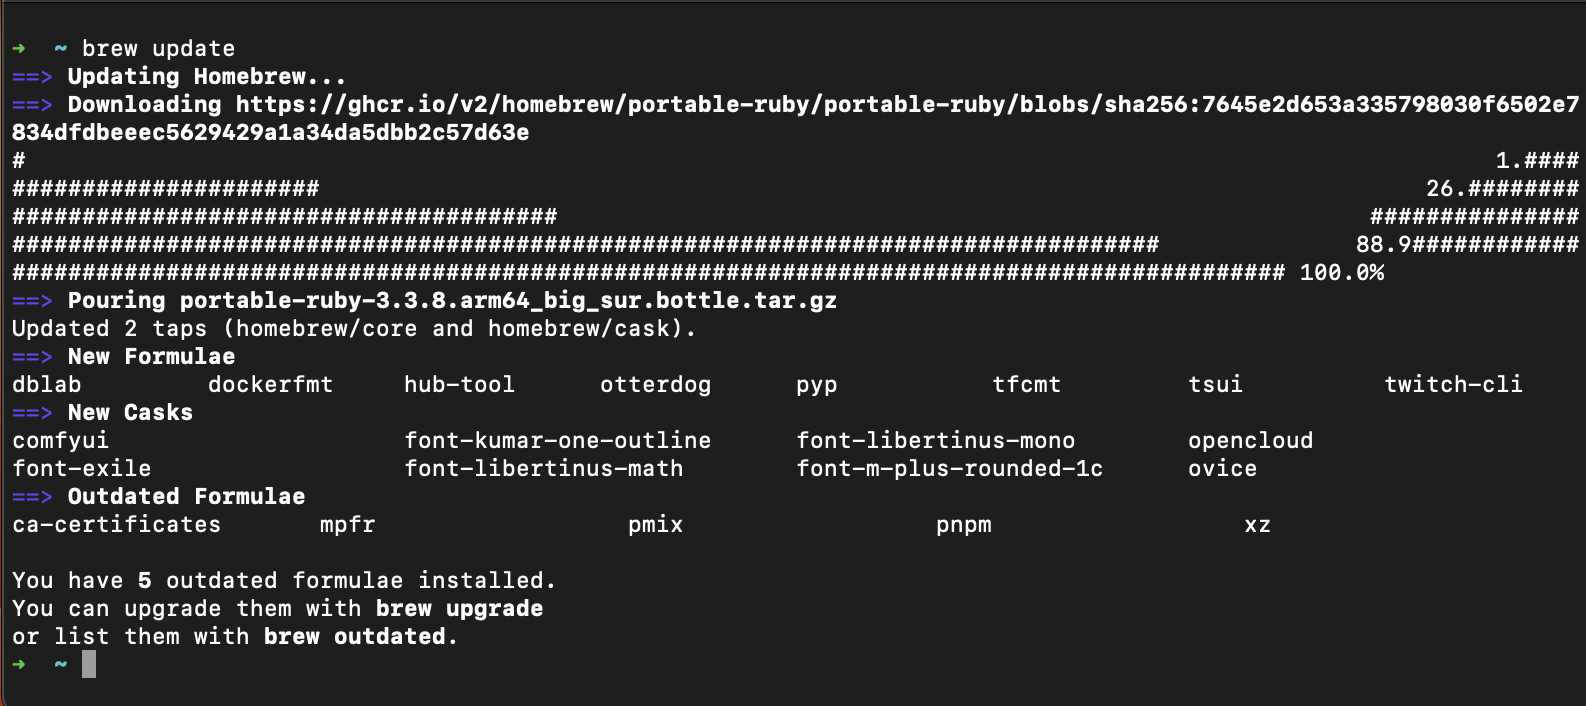 ➜  ~ brew update
==> Updating Homebrew...
==> Downloading https://ghcr.io/v2/homebrew/portable-ruby/portable-ruby/blobs/sha256:7645e2d653a335798030f6502e7
834dfdbeeec5629429a1a34da5dbb2c57d63e
#                                                                                                         1.####
######################                                                                               26.########
#######################################                                                          ###############
##################################################################################              88.9############
########################################################################################### 100.0%
==> Pouring portable-ruby-3.3.8.arm64_big_sur.bottle.tar.gz
Updated 2 taps (homebrew/core and homebrew/cask).
==> New Formulae
dblab         dockerfmt     hub-tool      otterdog      pyp           tfcmt         tsui          twitch-cli
==> New Casks
comfyui                     font-kumar-one-outline      font-libertinus-mono        opencloud
font-exile                  font-libertinus-math        font-m-plus-rounded-1c      ovice
==> Outdated Formulae
ca-certificates       mpfr                  pmix                  pnpm                  xz
You have 5 outdated formulae installed.
You can upgrade them with brew upgrade
or list them with brew outdated.
➜  ~